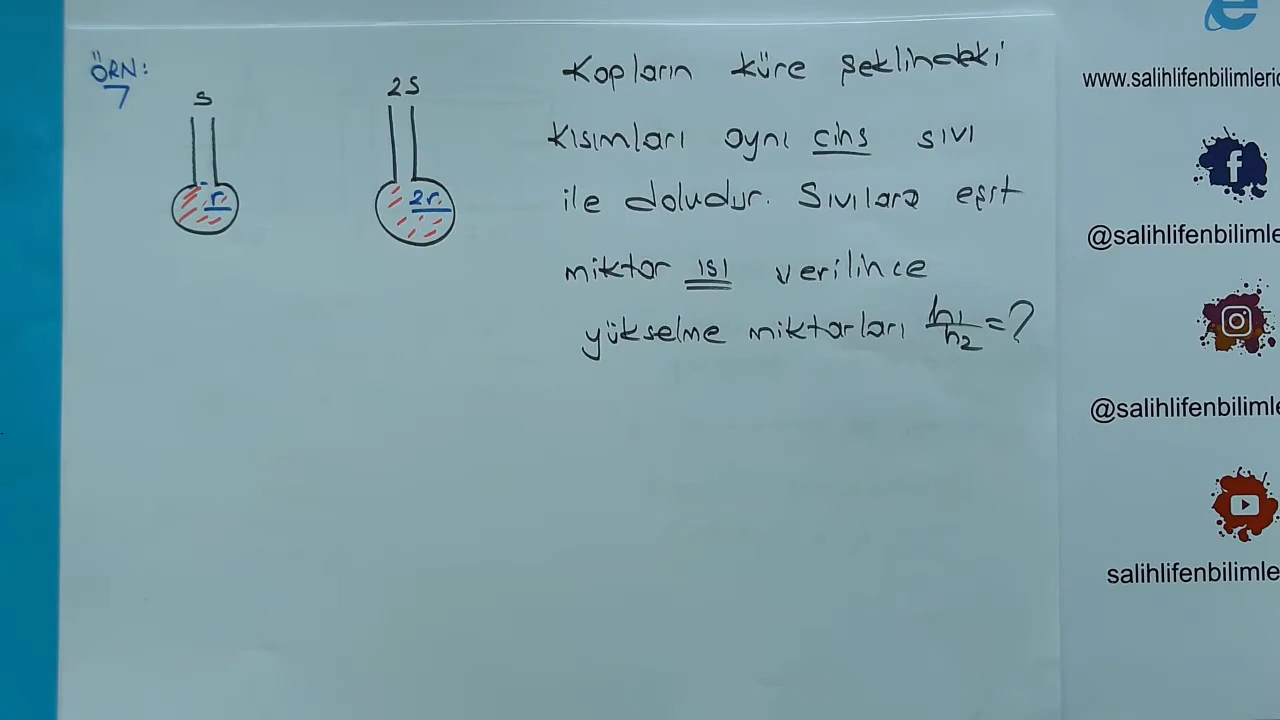 ÖRN:
7
S
2S
r
2r
Kapların küre şeklindeki
kısımları aynı cins sıvı
ile doludur. Sıvılara eşit
miktar ısı verilince
yükselme miktarları h1/h2=?
www.salihlifenbilimleric
@salihlifenbilimle
@salihlifenbilimle
salihlifenbilimle